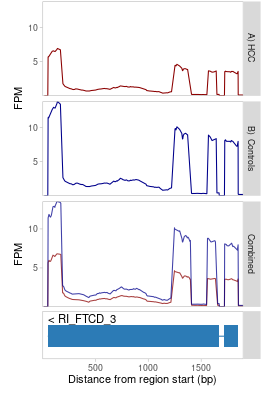 10
5
FPM
A) HCC
10
5
B) Controls
10
5
FPM
Combined
< RI_FTCD_3
500 1000 1500
Distance from region start (bp)